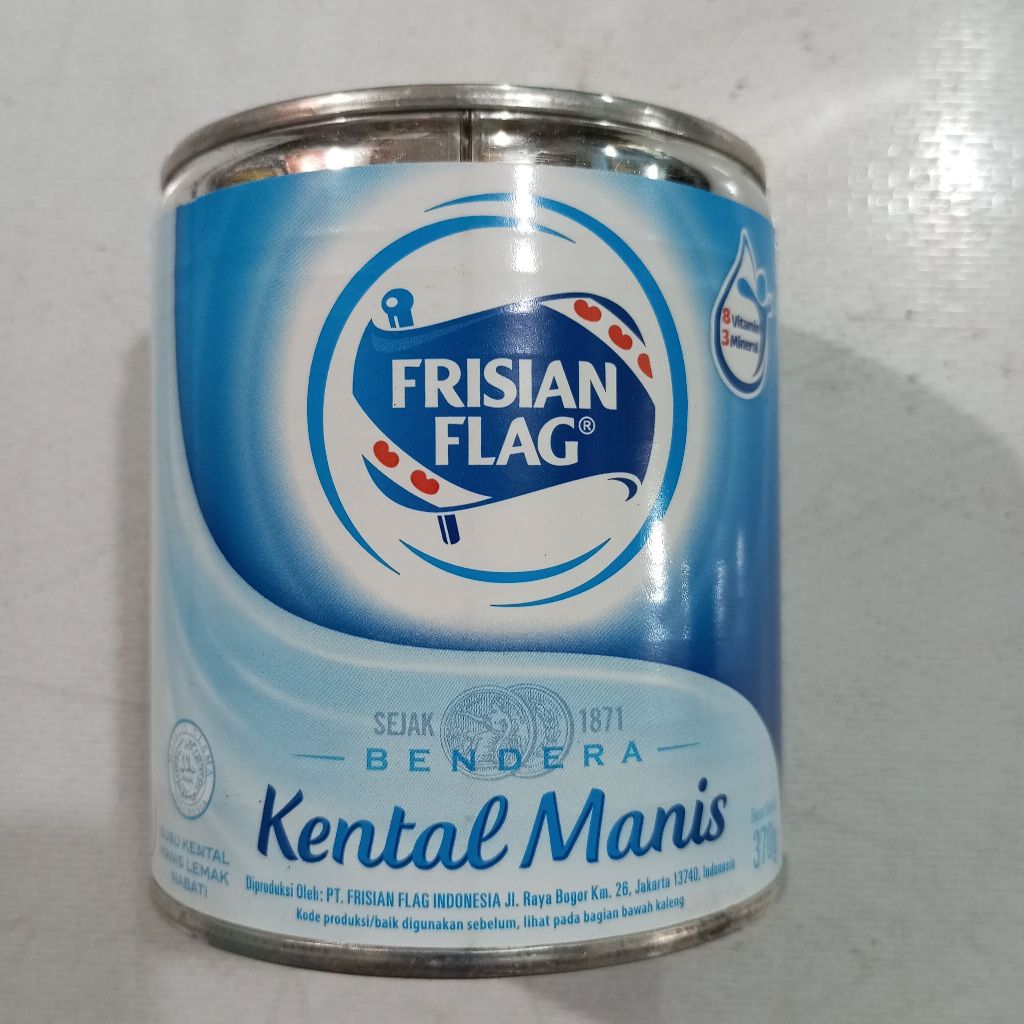 FRISIAN
FLAG®
8 Vitamin
3 Mineral
SEJAK 1871
BENDERA
Kental Manis
SUSU KENTAL
MANIS LEMAK
NABATI
370g
Diproduksi Oleh: PT. FRISIAN FLAG INDONESIA Jl. Raya Bogor Km. 26, Jakarta 13740, Indonesia
Kode produksi/baik digunakan sebelum, lihat pada bagian bawah kaleng